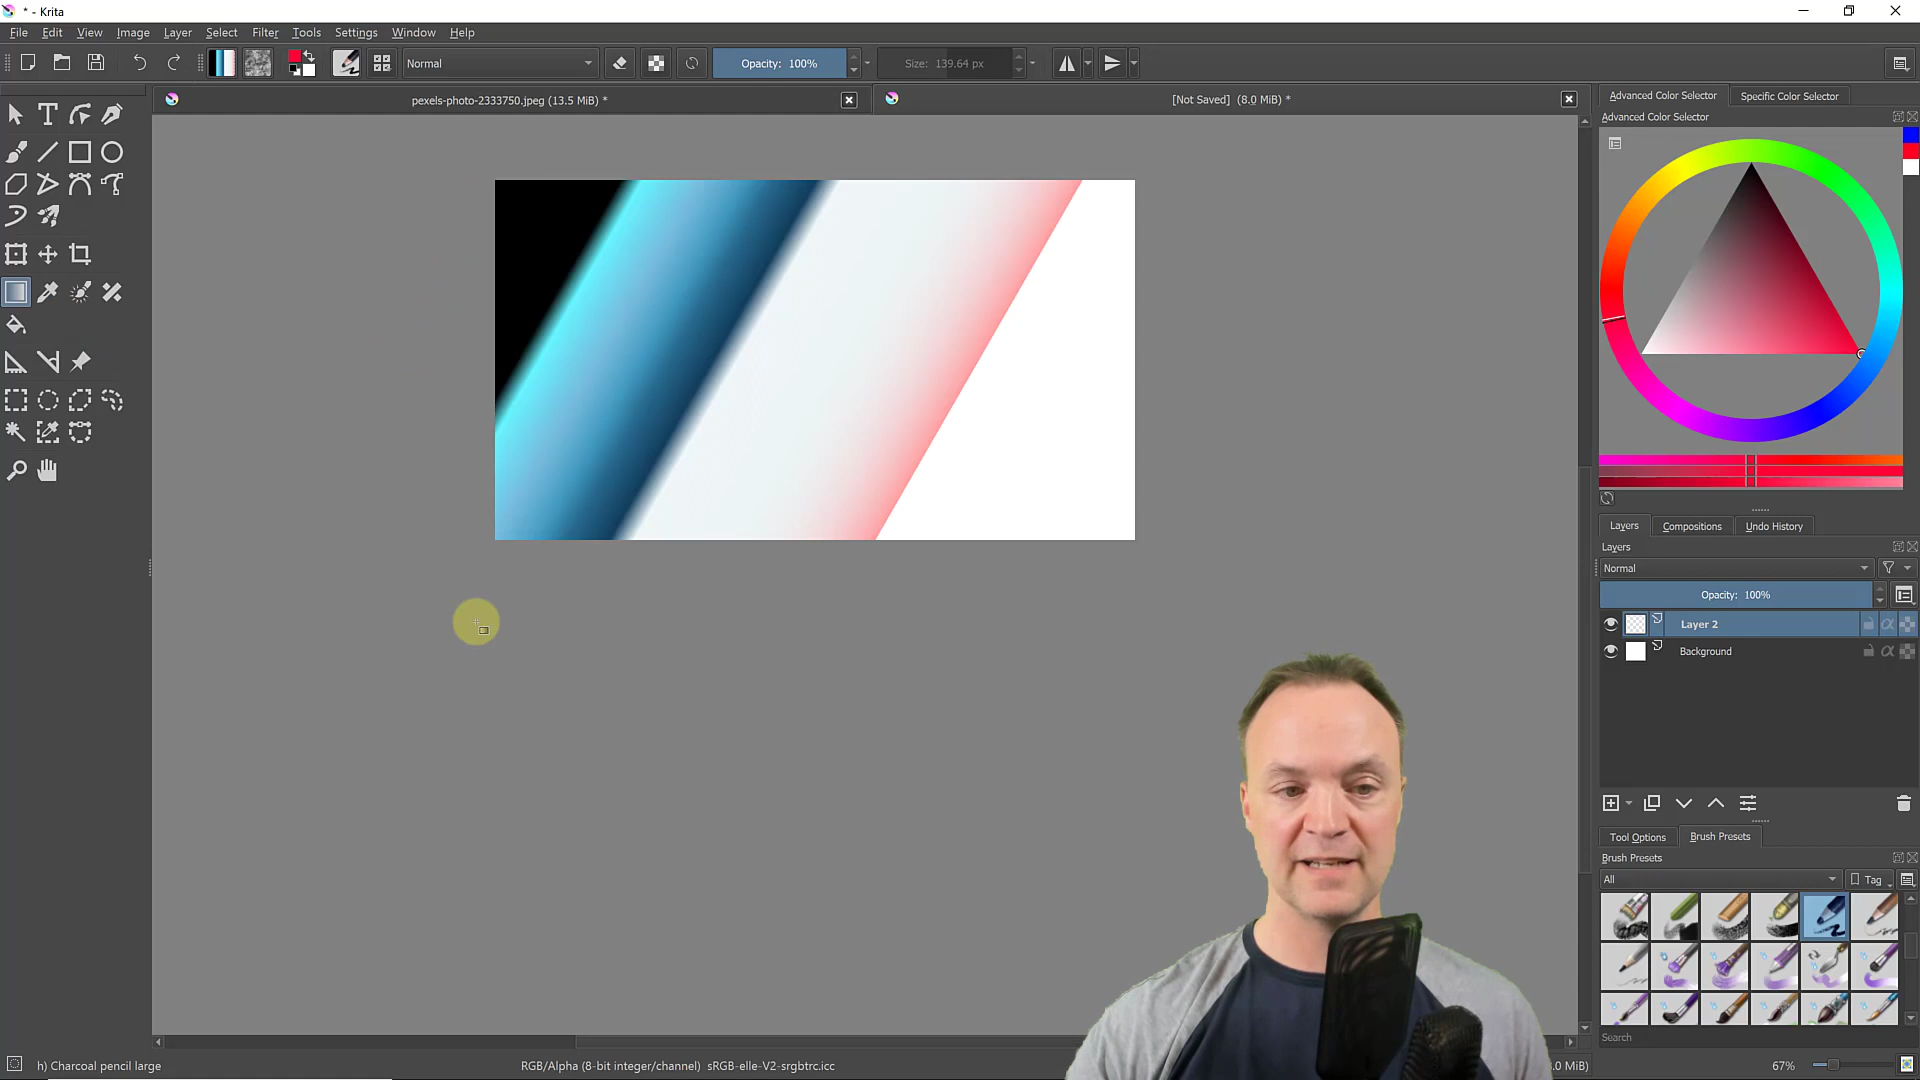 * - Krita
File Edit View Image Layer Select Filter Tools Settings Window Help
Normal
Opacity: 100%
Size: 139.64 px
pexels-photo-2333750.jpeg (13.5 MiB) *
[Not Saved] (8.0 MiB) *
Advanced Color Selector
Specific Color Selector
Advanced Color Selector
Layers
Compositions
Undo History
Layers
Normal
Opacity: 100%
Layer 2
Background
Tool Options
Brush Presets
Brush Presets
All
Tag
Search
h) Charcoal pencil large
RGB/Alpha (8-bit integer/channel) sRGB-elle-V2-srgbtrc.icc
.0 MiB)
67%